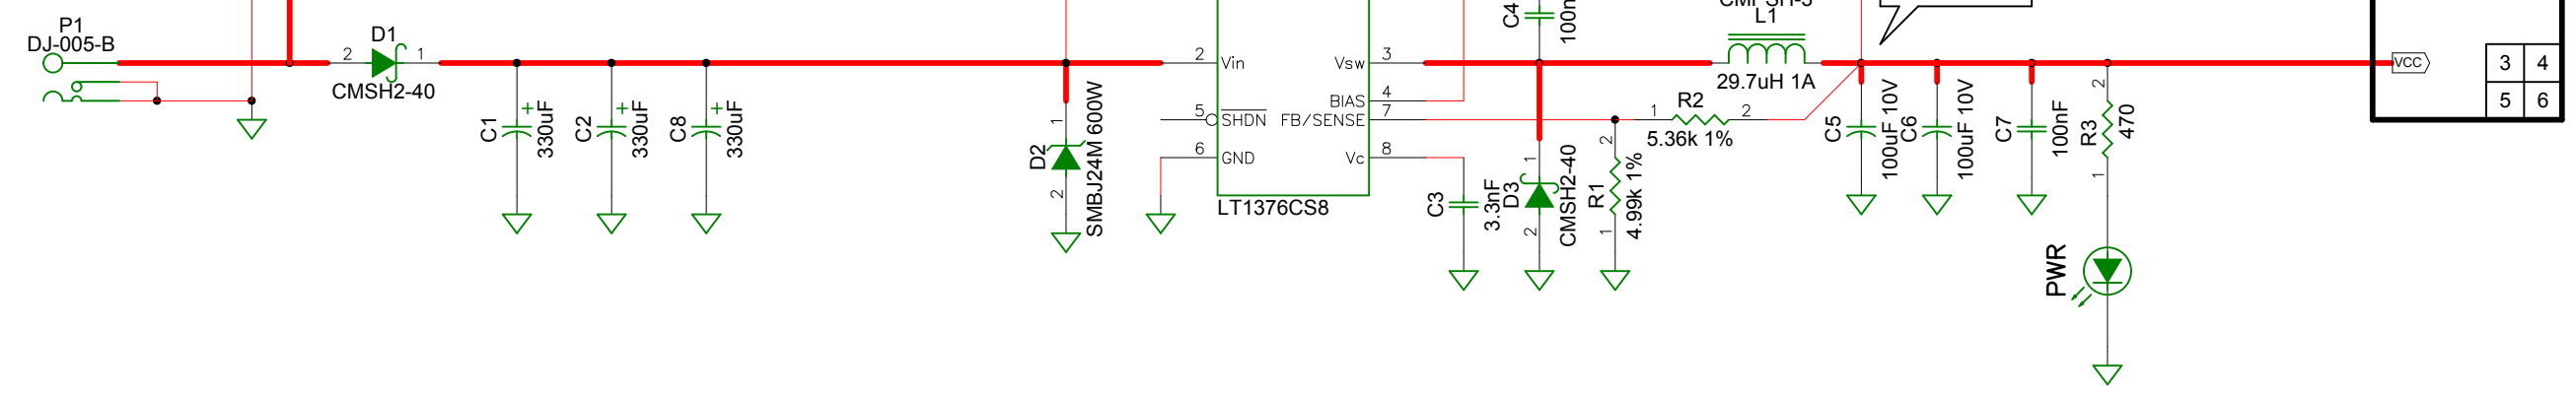 P1
DJ-005-B
D1
2
1
CMSH2-40
C1
330uF
+
C2
330uF
+
C8
330uF
+
D2
1
2
SMBJ24M 600W
2
Vin
5
SHDN
6
GND
LT1376CS8
Vsw
3
BIAS
4
FB/SENSE
7
Vc
8
C4
100n
C3
3.3nF
D3
1
2
CMSH2-40
R1
2
1
4.99k 1%
L1
29.7uH 1A
R2
1
2
5.36k 1%
C5
100uF 10V
C6
100uF 10V
C7
100nF
R3
2
1
470
PWR
VCC
3
4
5
6